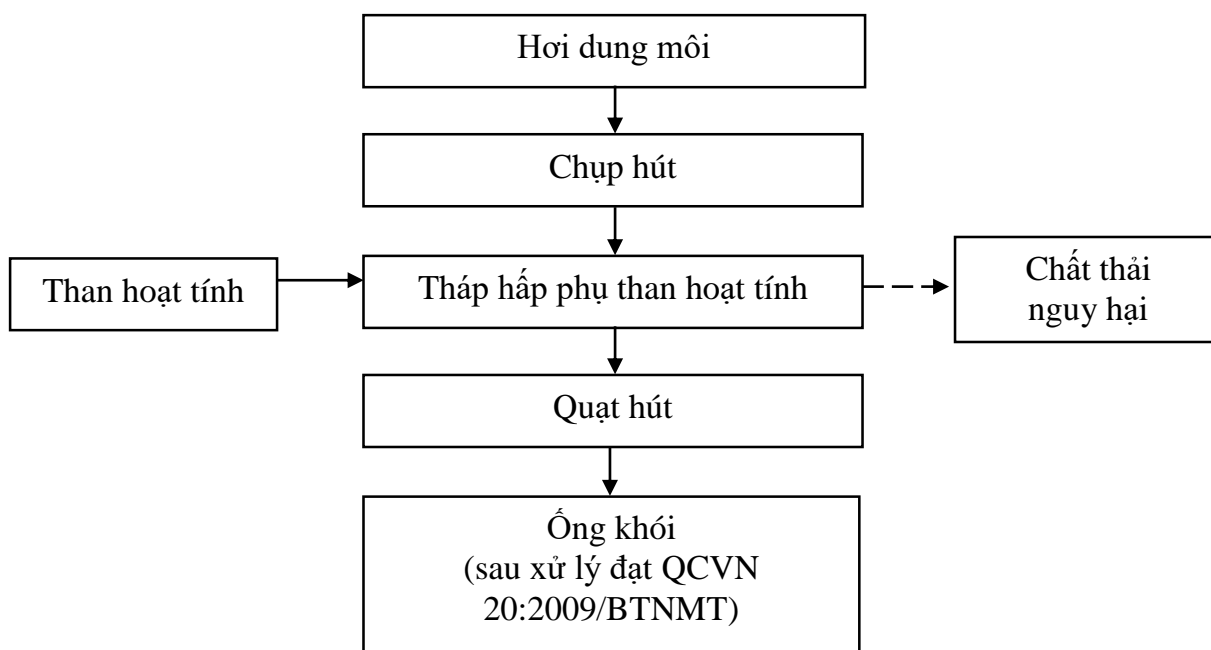 Hơi dung môi
Chụp hút
Than hoạt tính
Tháp hấp phụ than hoạt tính
Chất thải
nguy hại
Quạt hút
Ống khói
(sau xử lý đạt QCVN
20:2009/BTNMT)